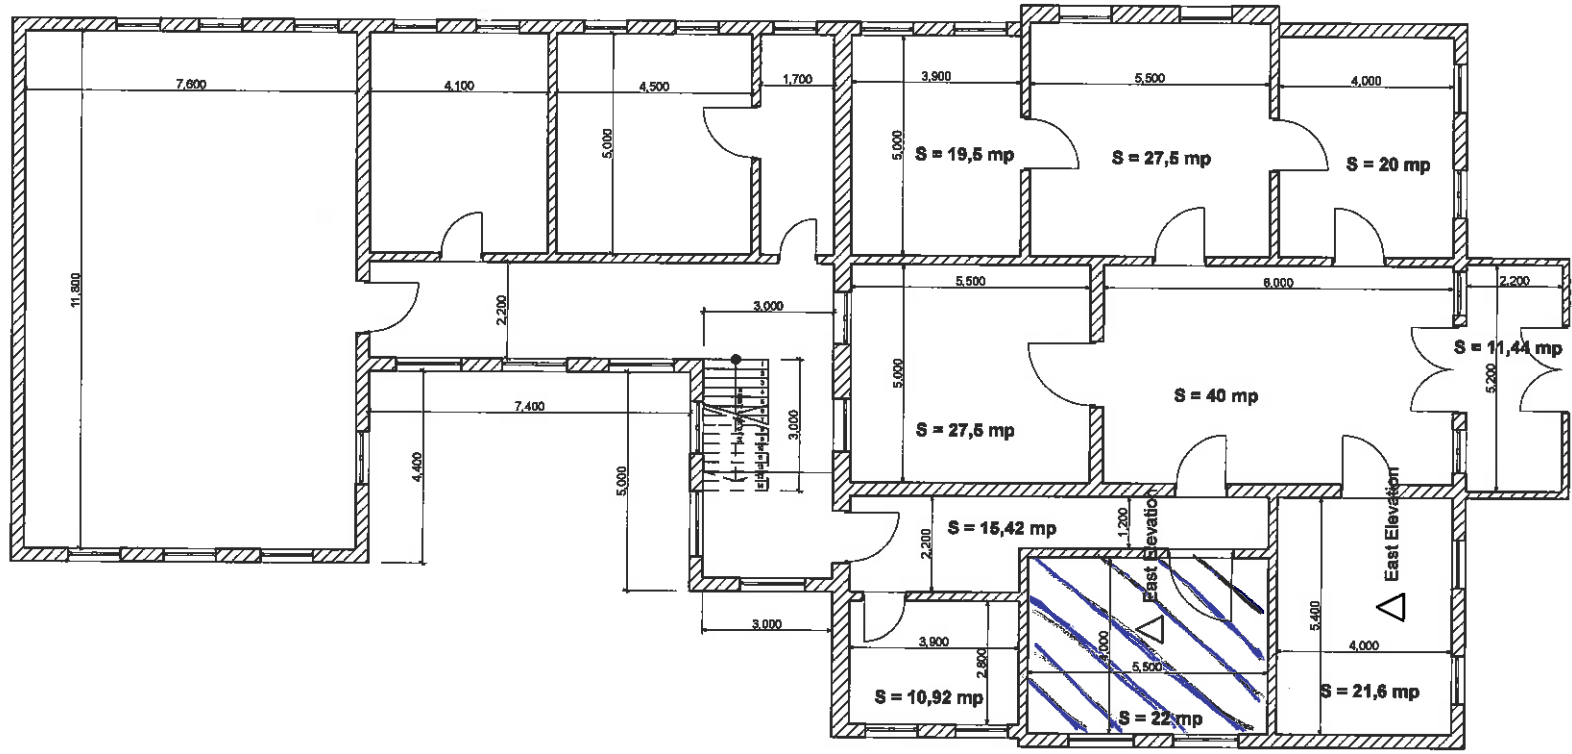 7,600
4,100
4,500
1,700
3,900
5,500
4,000
5,000
5,000
S = 19,5 mp
S = 27,5 mp
S = 20 mp
11,800
2,200
3,000
5,500
6,000
2,200
S = 11,44 mp
5,200
5,000
S = 40 mp
7,400
3,000
S = 27,5 mp
4,400
5,000
S = 15,42 mp
2,200
1,200
East Elevation
East Elevation
3,000
3,900
2,800
4,000
5,500
5,400
4,000
S = 10,92 mp
S = 22 mp
S = 21,6 mp